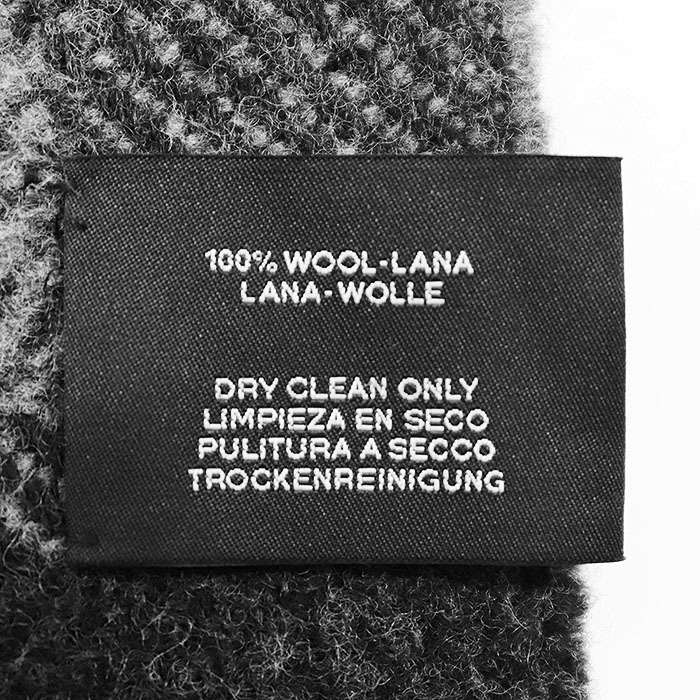 100% WOOL-LANA
LANA-WOLLE
DRY CLEAN ONLY
LIMPIEZA EN SECO
PULITURA A SECCO
TROCKENREINIGUNG